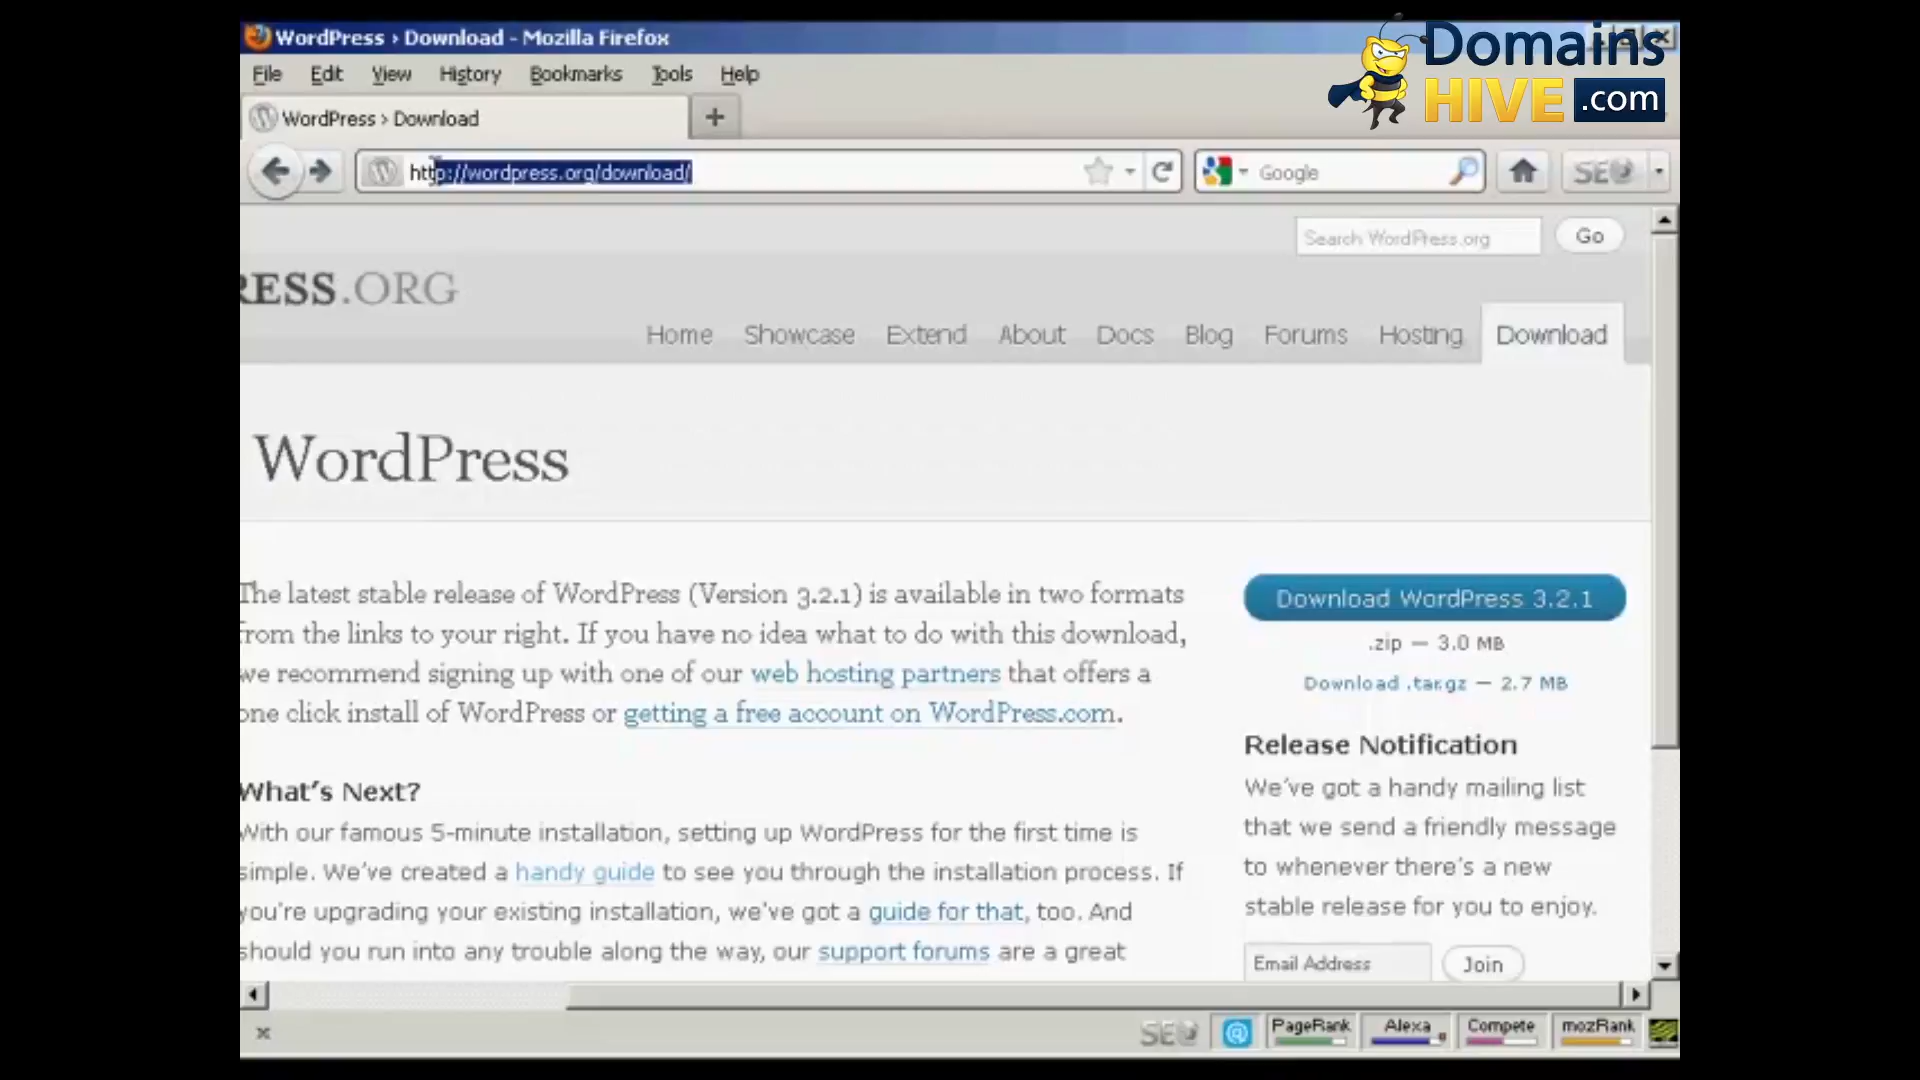 WordPress › Download - Mozilla Firefox
Domains
HIVE .com
File Edit View History Bookmarks Tools Help
WordPress › Download
http://wordpress.org/download/
Google
SEO
Search WordPress.org
Go
RESS.ORG
Home Showcase Extend About Docs Blog Forums Hosting Download
WordPress
The latest stable release of WordPress (Version 3.2.1) is available in two formats
from the links to your right. If you have no idea what to do with this download,
we recommend signing up with one of our web hosting partners that offers a
one click install of WordPress or getting a free account on WordPress.com.
What's Next?
With our famous 5-minute installation, setting up WordPress for the first time is
simple. We've created a handy guide to see you through the installation process. If
you're upgrading your existing installation, we've got a guide for that, too. And
should you run into any trouble along the way, our support forums are a great
Download WordPress 3.2.1
.zip — 3.0 MB
Download .tar.gz — 2.7 MB
Release Notification
We've got a handy mailing list
that we send a friendly message
to whenever there's a new
stable release for you to enjoy.
Email Address
Join
SEO
PageRank
Alexa
Compete
mozRank